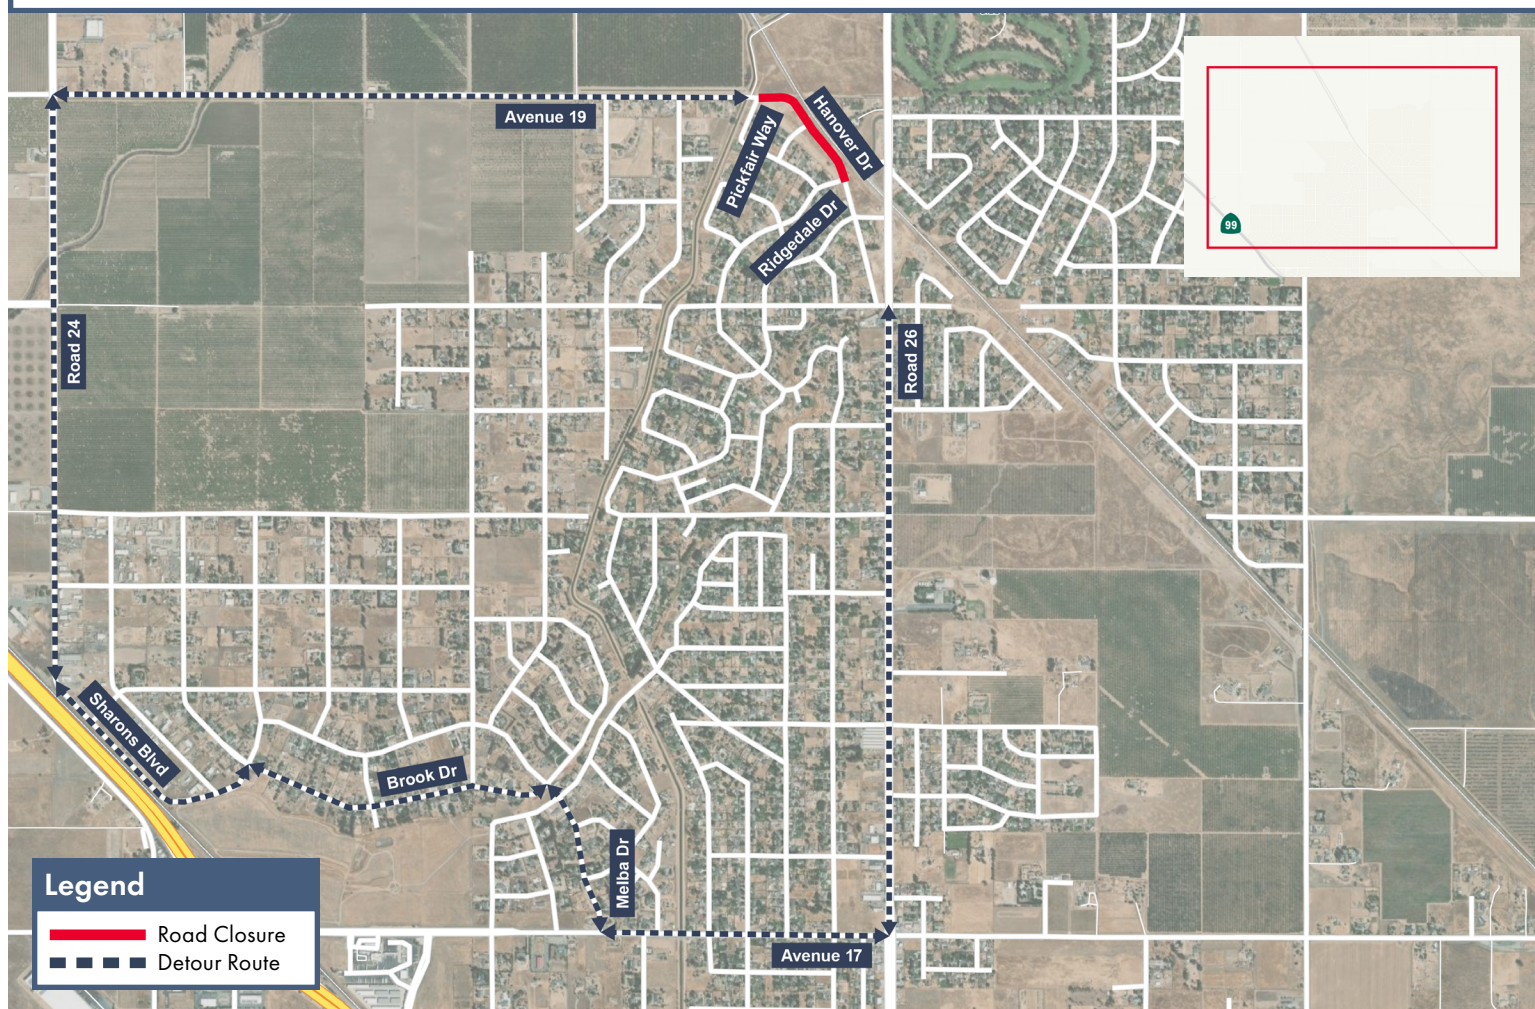 Avenue 19
Hanover Dr
Pickfair Way
Ridgedale Dr
99
Road 24
Road 26
Sharons Blvd
Brook Dr
Melba Dr
Avenue 17
Legend
Road Closure
Detour Route